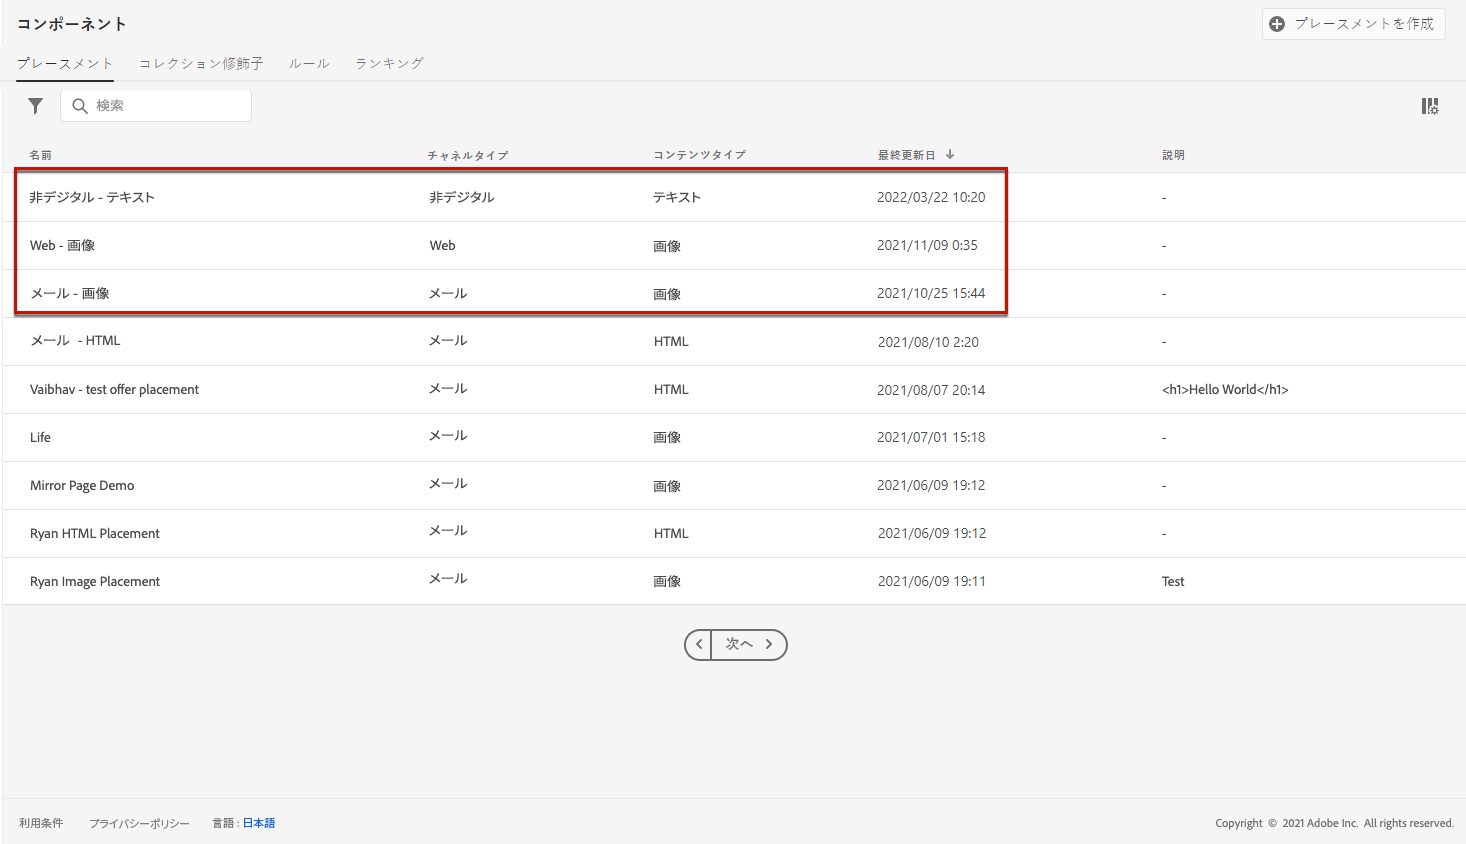 コンポーネント
プレースメントを作成
プレースメント コレクション修飾子 ルール ランキング
検索
名前 チャネルタイプ コンテンツタイプ 最終更新日 ↓ 説明
非デジタル - テキスト 非デジタル テキスト 2022/03/22 10:20 -
Web - 画像 Web 画像 2021/11/09 0:35 -
メール - 画像 メール 画像 2021/10/25 15:44 -
メール - HTML メール HTML 2021/08/10 2:20 -
Vaibhav - test offer placement メール HTML 2021/08/07 20:14 <h1>Hello World</h1>
Life メール 画像 2021/07/01 15:18 -
Mirror Page Demo メール 画像 2021/06/09 19:12 -
Ryan HTML Placement メール HTML 2021/06/09 19:12 -
Ryan Image Placement メール 画像 2021/06/09 19:11 Test
次へ
利用条件 プライバシーポリシー 言語 : 日本語 Copyright © 2021 Adobe Inc. All rights reserved.